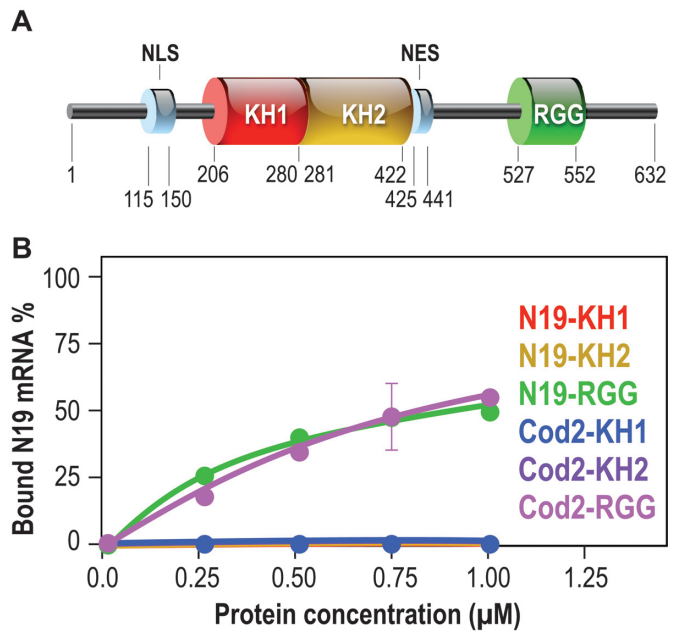 A
NLS
NES
KH1
KH2
RGG
1
206
280
281
422
527
552
632
115
150
425
441
B
Bound N19 mRNA %
100
75
50
25
0
N19-KH1
N19-KH2
N19-RGG
Cod2-KH1
Cod2-KH2
Cod2-RGG
0.0
0.25
0.50
0.75
1.00
1.25
Protein concentration (µM)